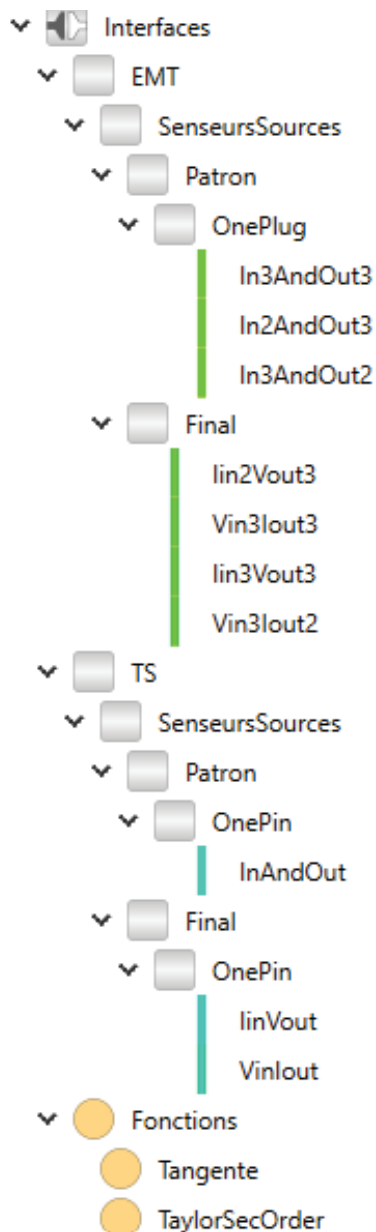 Interfaces
EMT
SenseursSources
Patron
OnePlug
In3AndOut3
In2AndOut3
In3AndOut2
Final
Iin2Vout3
Vin3Iout3
Iin3Vout3
Vin3Iout2
TS
SenseursSources
Patron
OnePin
InAndOut
Final
OnePin
IinVout
VinIout
Fonctions
Tangente
TaylorSecOrder